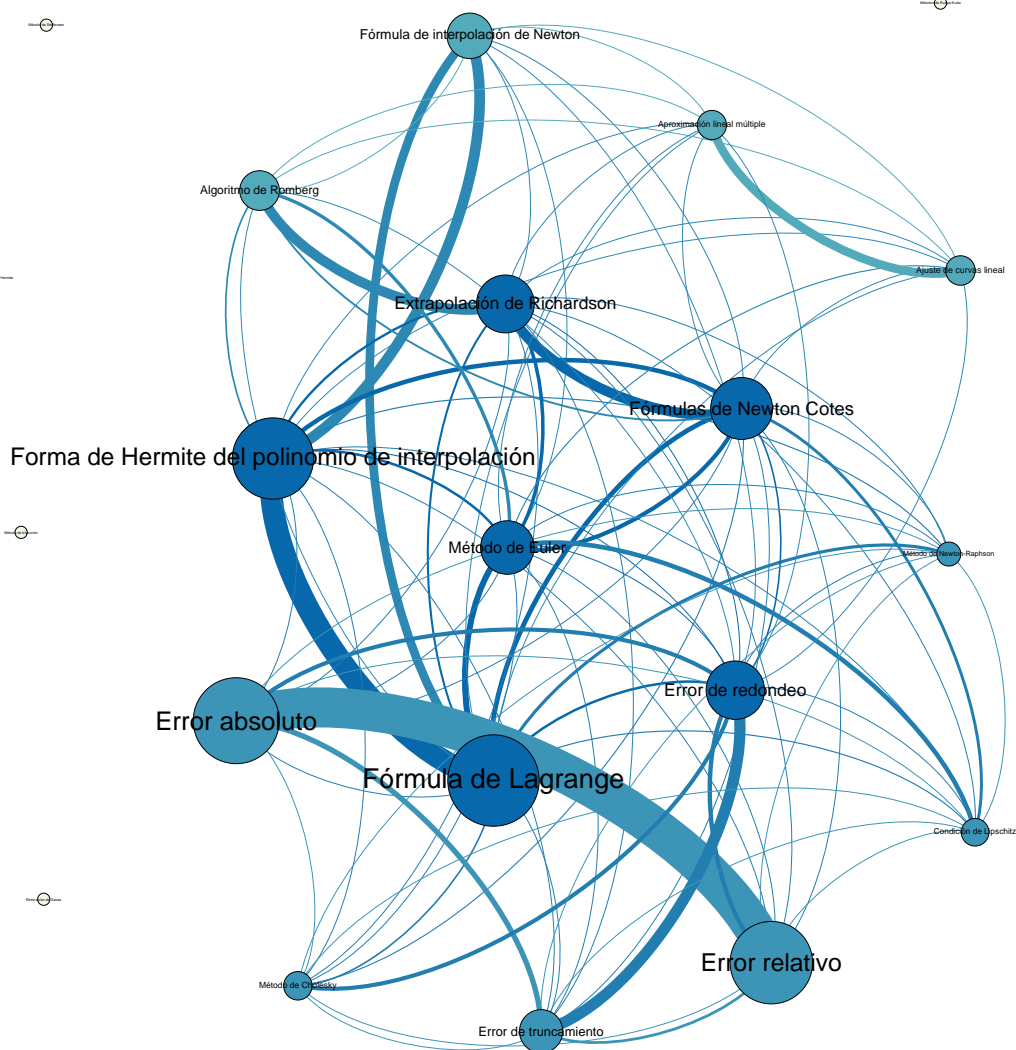 Fórmula de interpolación de Newton
Aproximación lineal múltiple
Algoritmo de Romberg
Ajuste de curvas lineal
Hermite
Extrapolación de Richardson
Fórmulas de Newton Cotes
Forma de Hermite del polinomio de interpolación
Método de Euler
Método de Newton-Raphson
Error de redondeo
Error absoluto
Fórmula de Lagrange
Condición de Lipschitz
Error relativo
Método de Cholesky
Error de truncamiento